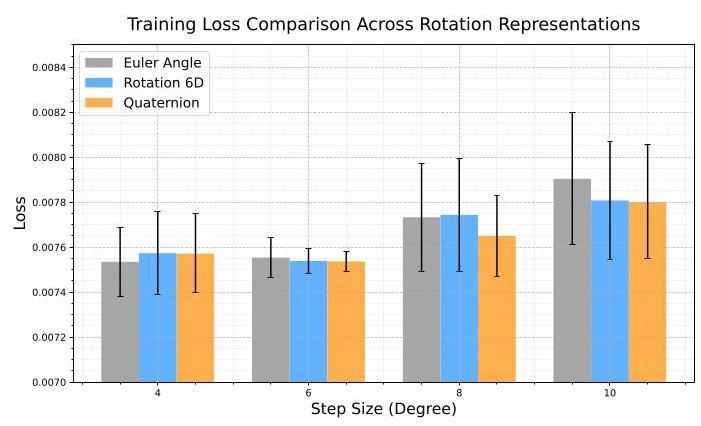 Training Loss Comparison Across Rotation Representations
Euler Angle
Rotation 6D
Quaternion
Loss
0.0084
0.0082
0.0080
0.0078
0.0076
0.0074
0.0072
0.0070
4 6 8 10
Step Size (Degree)